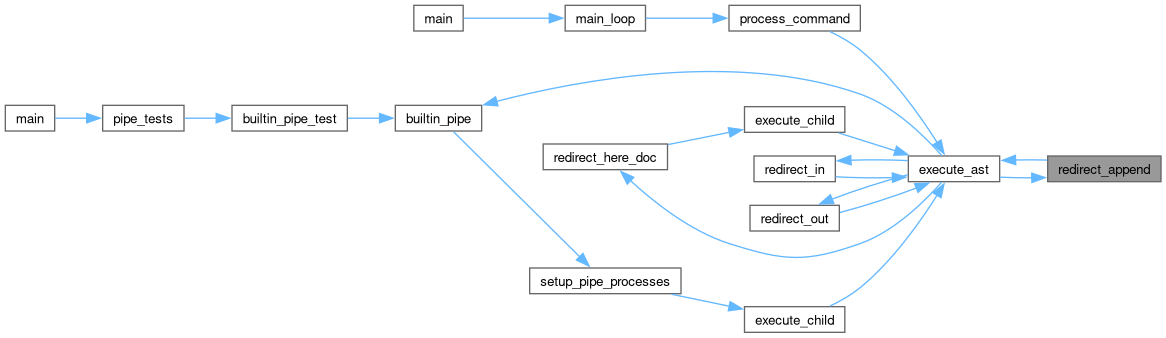 main
main_loop
process_command
main
pipe_tests
builtin_pipe_test
builtin_pipe
execute_child
redirect_here_doc
redirect_in
execute_ast
redirect_append
redirect_out
setup_pipe_processes
execute_child